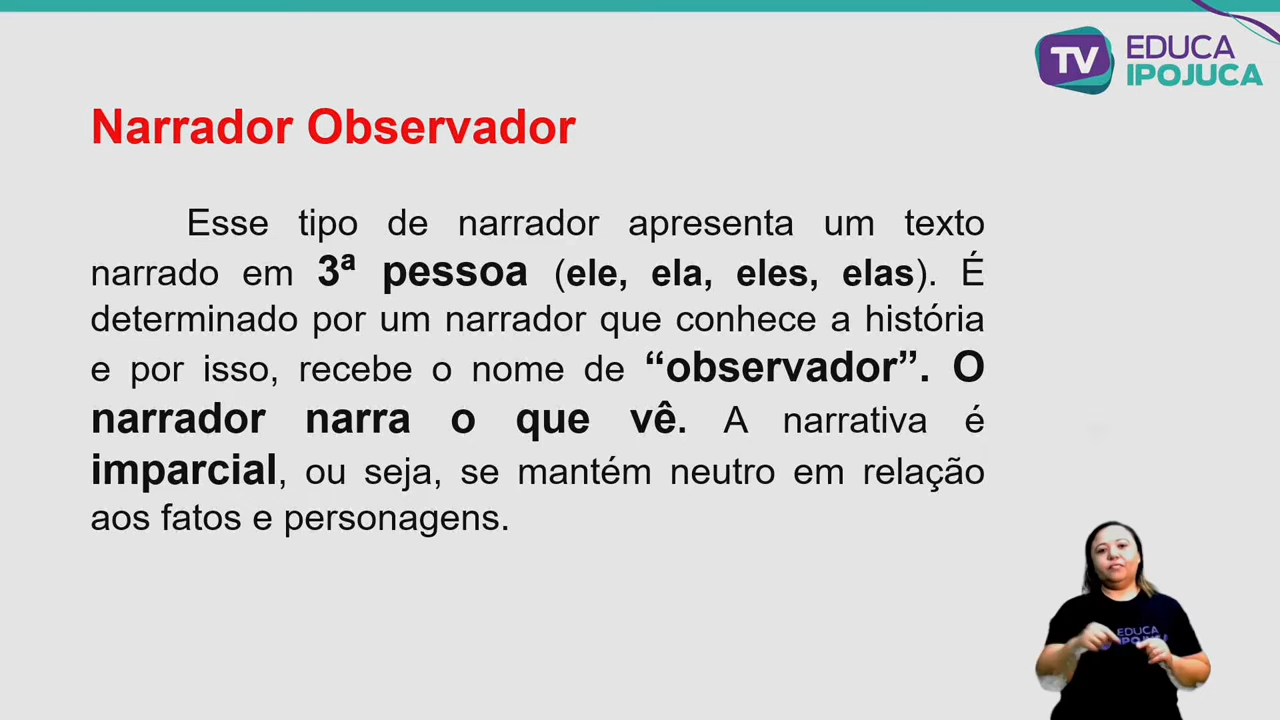 TV EDUCA
IPOJUCA
Narrador Observador
Esse tipo de narrador apresenta um texto
narrado em 3ª pessoa (ele, ela, eles, elas). É
determinado por um narrador que conhece a história
e por isso, recebe o nome de “observador”. O
narrador narra o que vê. A narrativa é
imparcial, ou seja, se mantém neutro em relação
aos fatos e personagens.
EDUCA
IPOJUCA